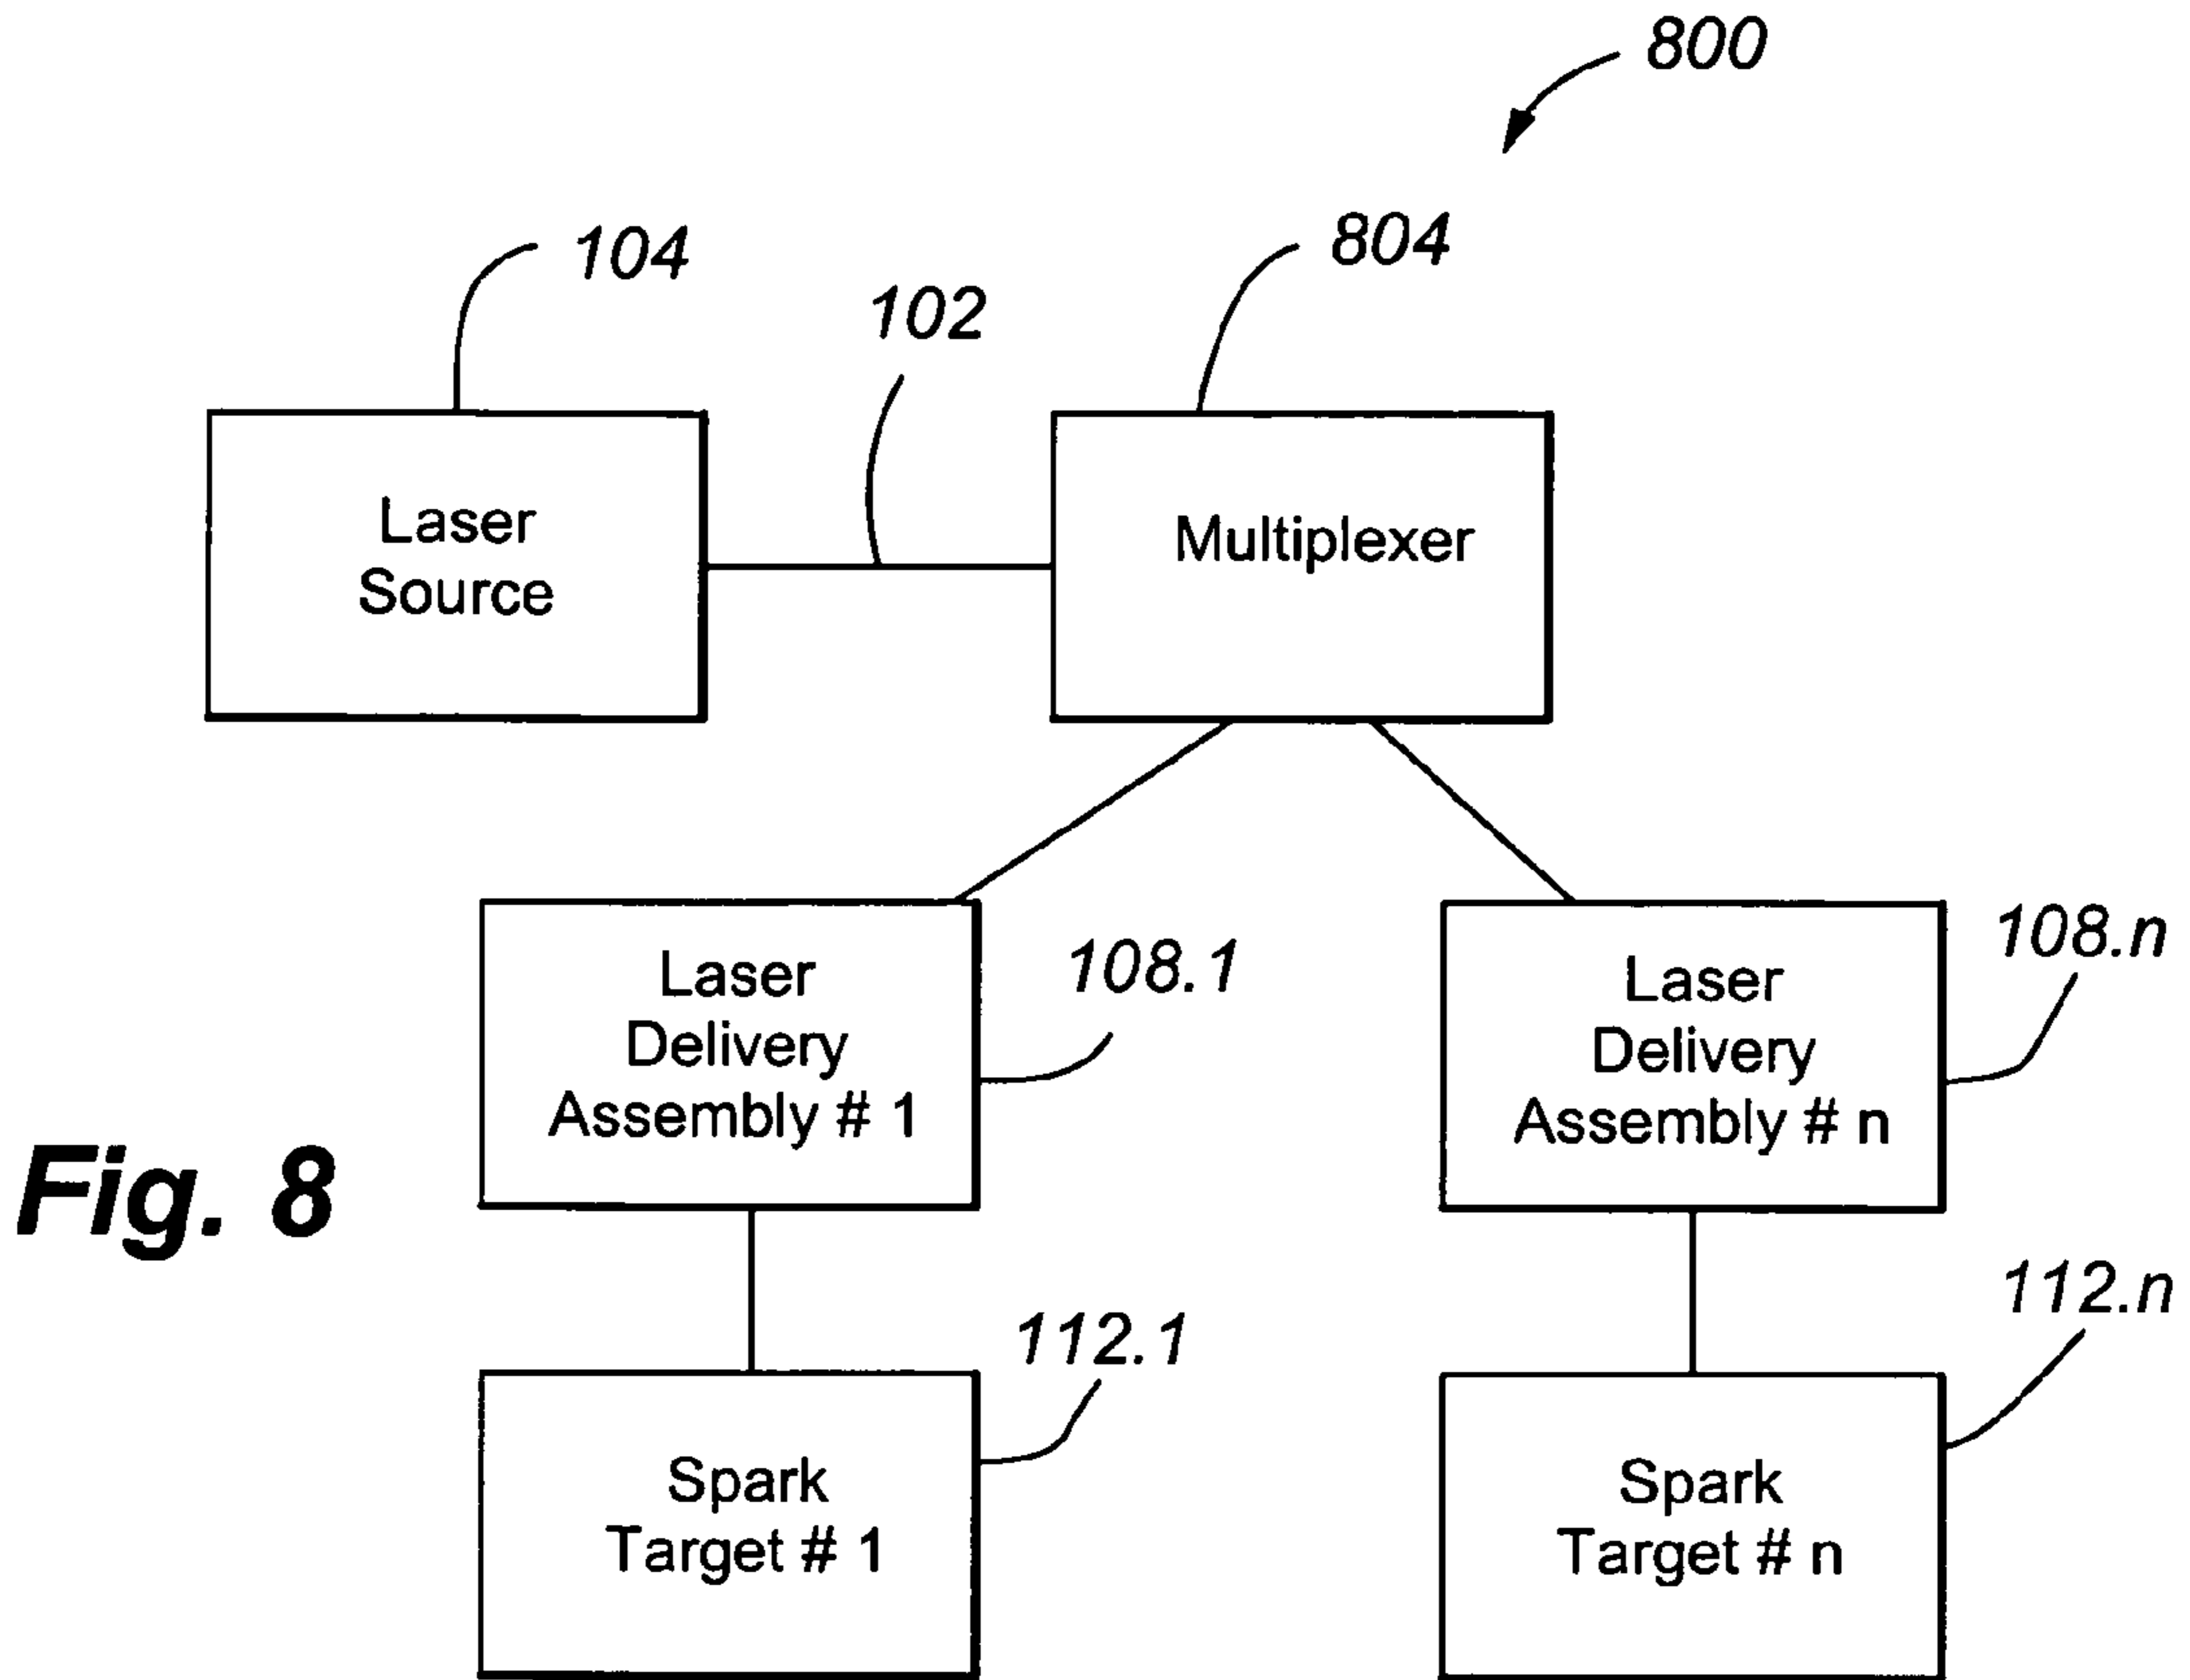 800
104
804
102
Laser
Source
Multiplexer
Laser
Delivery
Assembly # 1
108.1
Laser
Delivery
Assembly # n
108.n
Fig. 8
Spark
Target # 1
112.1
Spark
Target # n
112.n